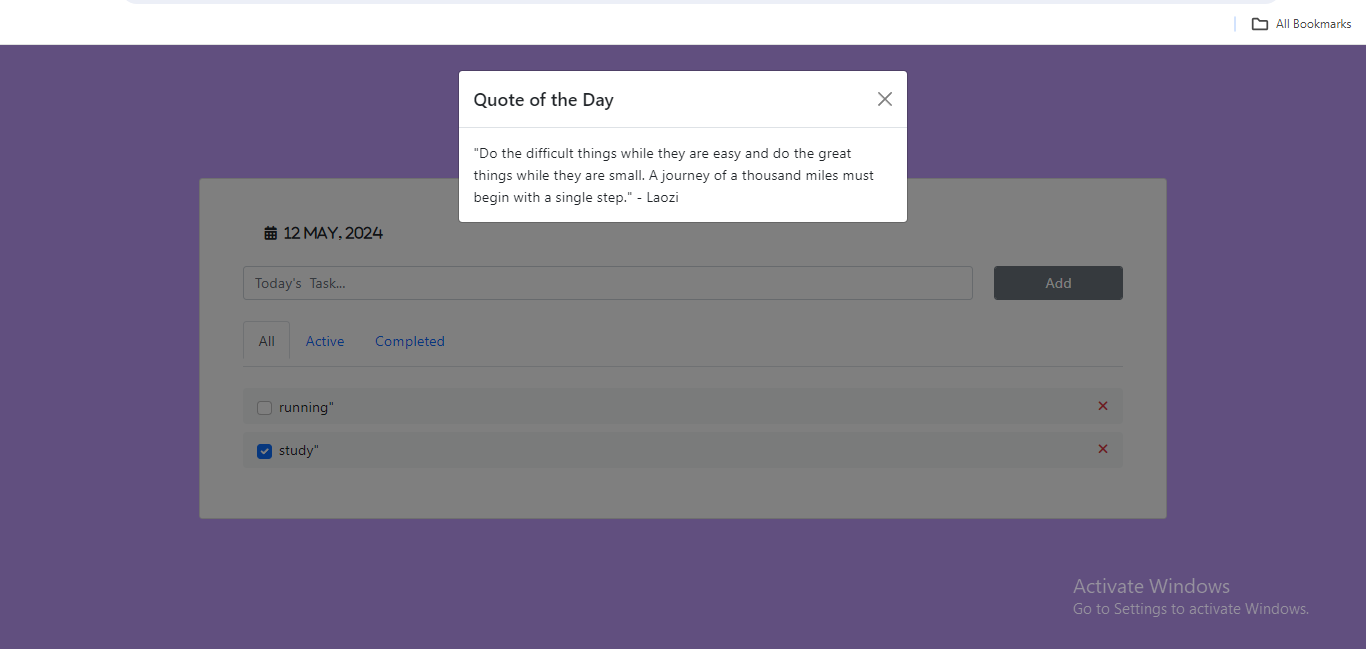 All Bookmarks
Quote of the Day
"Do the difficult things while they are easy and do the great
things while they are small. A journey of a thousand miles must
begin with a single step." - Laozi
12 MAY, 2024
Today's Task...
Add
All Active Completed
running"
study"
Activate Windows
Go to Settings to activate Windows.